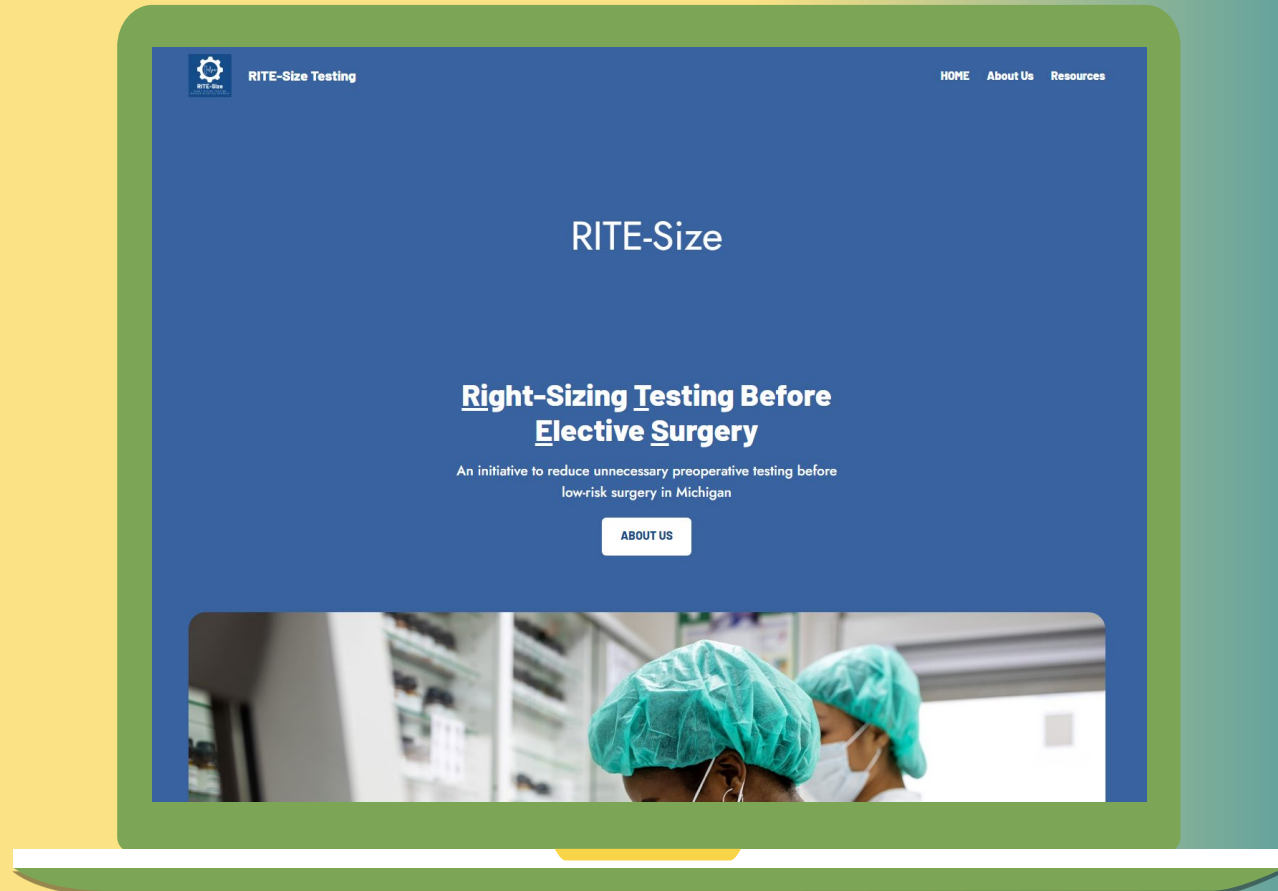 RITE-Size
RITE-Size Testing
HOME About Us Resources
RITE-Size
Right-Sizing Testing Before
Elective Surgery
An initiative to reduce unnecessary preoperative testing before
low-risk surgery in Michigan
ABOUT US